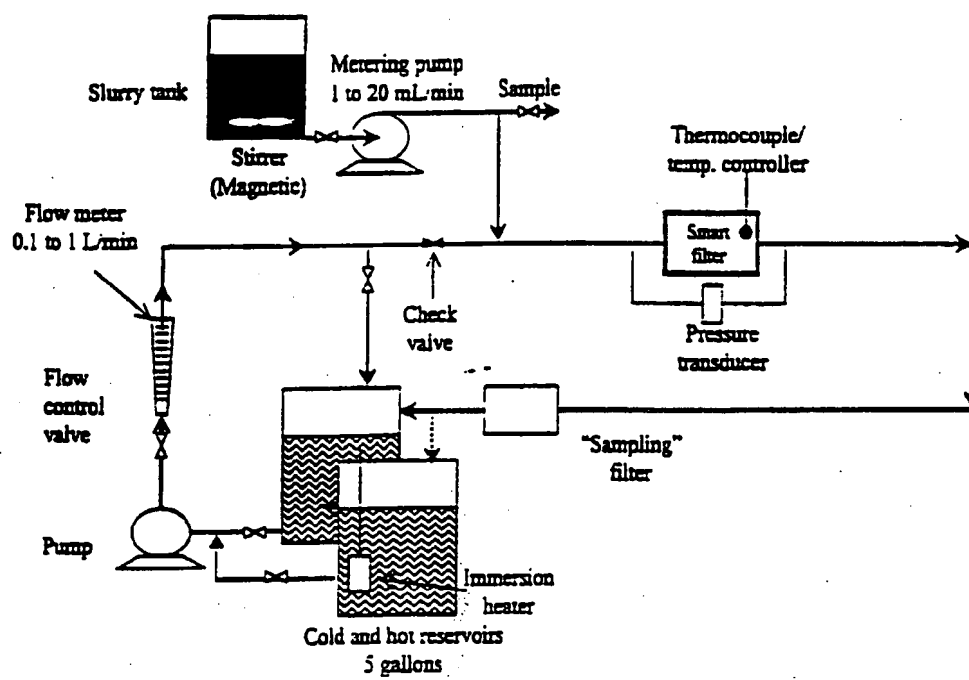 Slurry tank
Metering pump
1 to 20 mL/min
Sample
Stirrer
(Magnetic)
Thermocouple/
temp. controller
Flow meter
0.1 to 1 L/min
Smart
filter
Check
valve
Pressure
transducer
Flow
control
valve
"Sampling"
filter
Pump
Immersion
heater
Cold and hot reservoirs
5 gallons